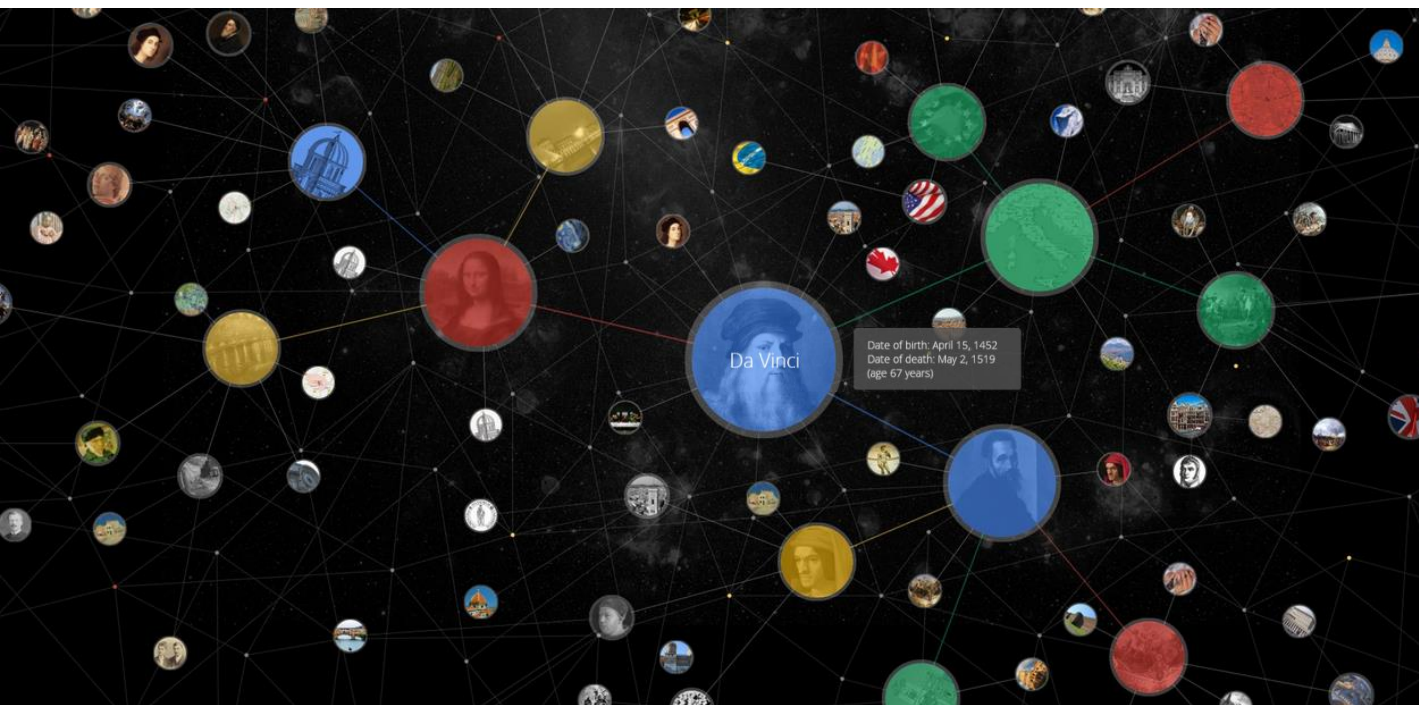 Da Vinci
Date of birth: April 15, 1452
Date of death: May 2, 1519
(age 67 years)